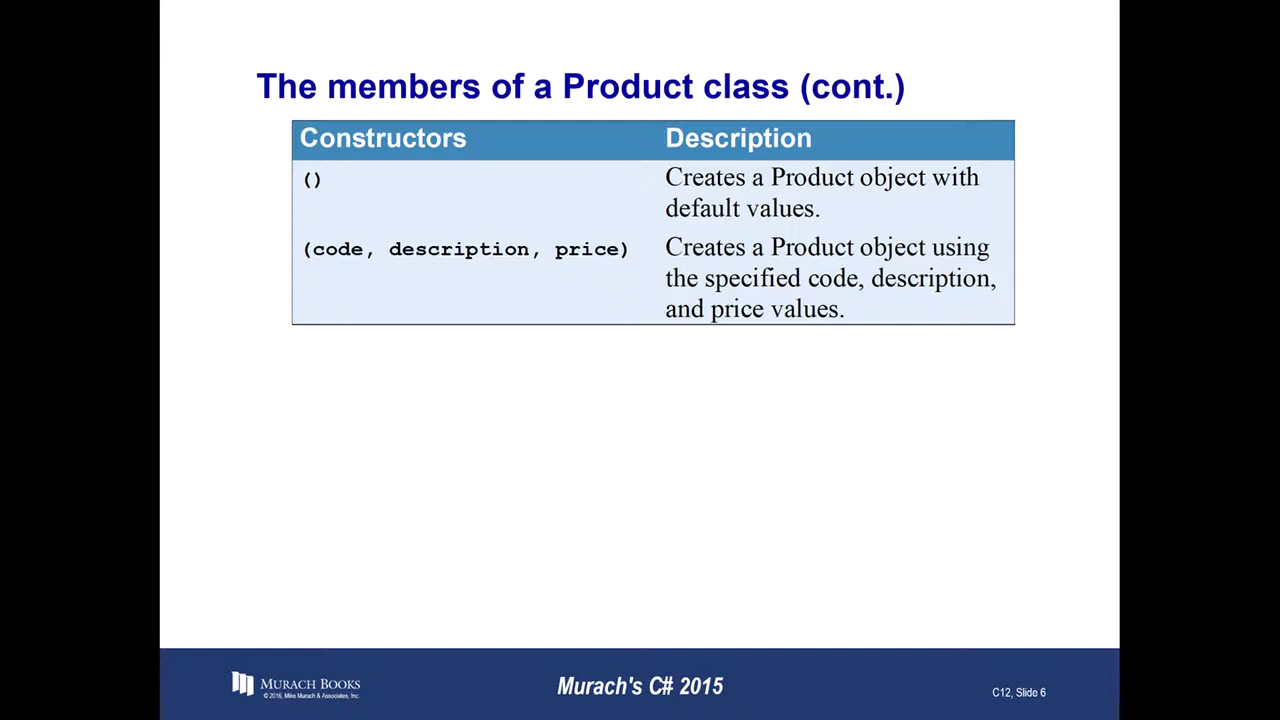 The members of a Product class (cont.)
Constructors Description
() Creates a Product object with
default values.
(code, description, price) Creates a Product object using
the specified code, description,
and price values.
MURACH BOOKS
© 2016, Mike Murach & Associates, Inc.
Murach's C# 2015
C12, Slide 6